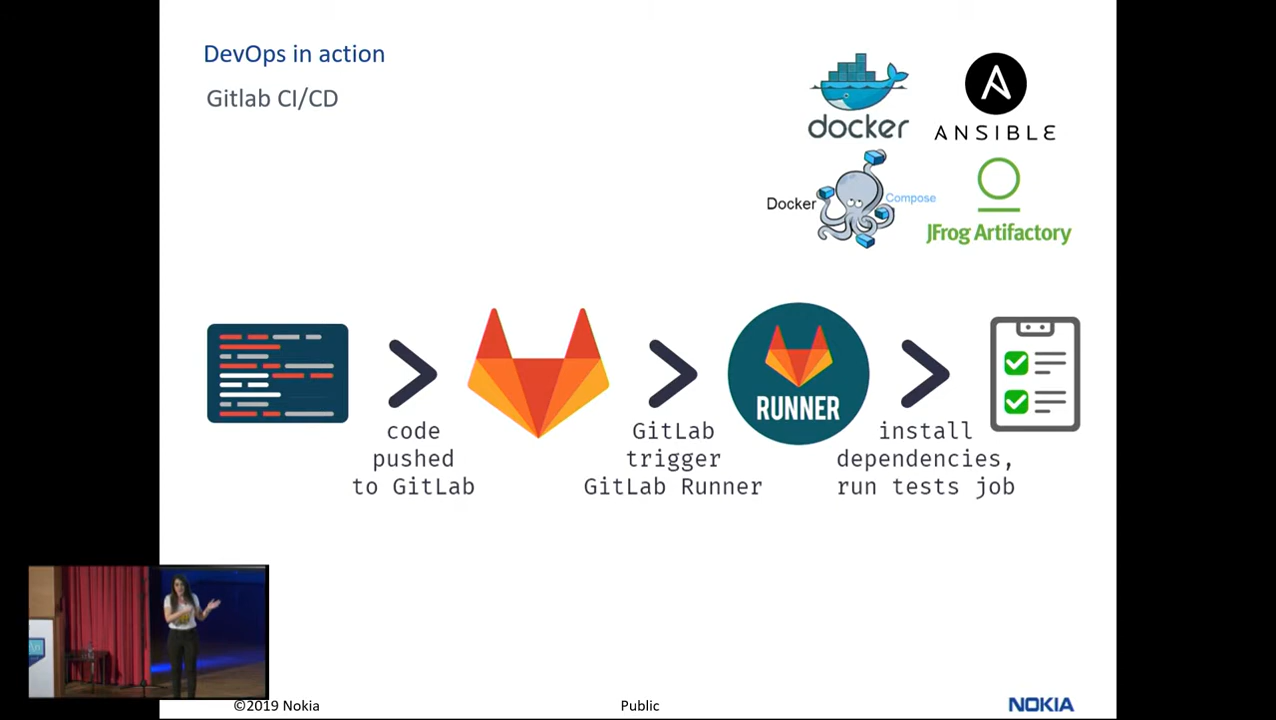 DevOps in action
Gitlab CI/CD
docker
ANSIBLE
Docker Compose
JFrog Artifactory
RUNNER
code
pushed
to GitLab
GitLab
trigger
GitLab Runner
install
dependencies,
run tests job
©2019 Nokia
Public
NOKIA